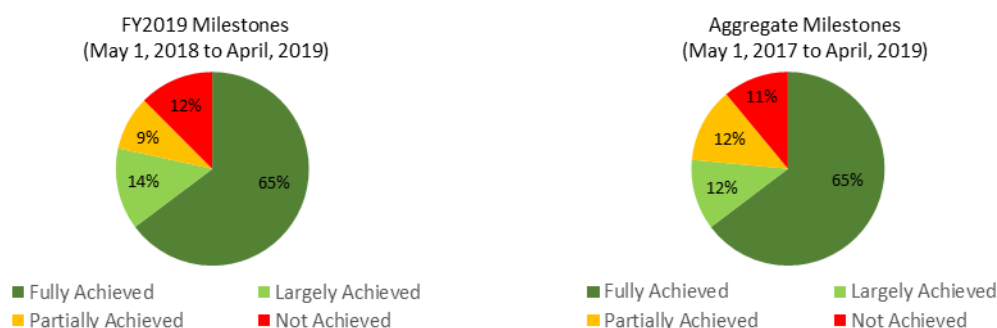 FY2019 Milestones
(May 1, 2018 to April, 2019)
12%
9%
14%
65%
Fully Achieved
Largely Achieved
Partially Achieved
Not Achieved
Aggregate Milestones
(May 1, 2017 to April, 2019)
11%
12%
12%
65%
Fully Achieved
Largely Achieved
Partially Achieved
Not Achieved